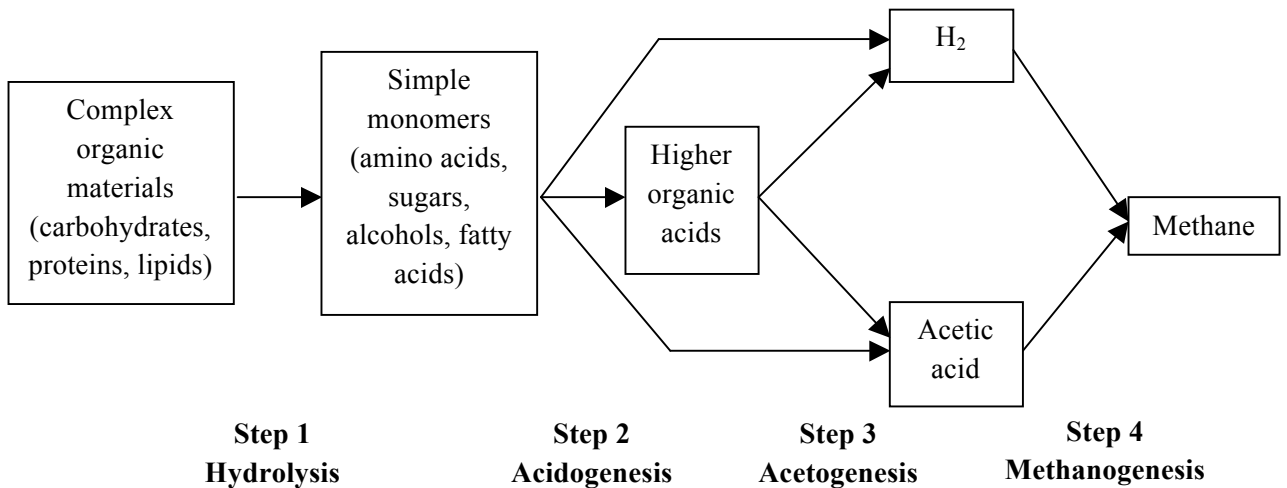 Complex
organic
materials
(carbohydrates,
proteins, lipids)
Simple
monomers
(amino acids,
sugars,
alcohols, fatty
acids)
Higher
organic
acids
H₂
Acetic
acid
Methane
Step 1
Hydrolysis
Step 2
Acidogenesis
Step 3
Acetogenesis
Step 4
Methanogenesis